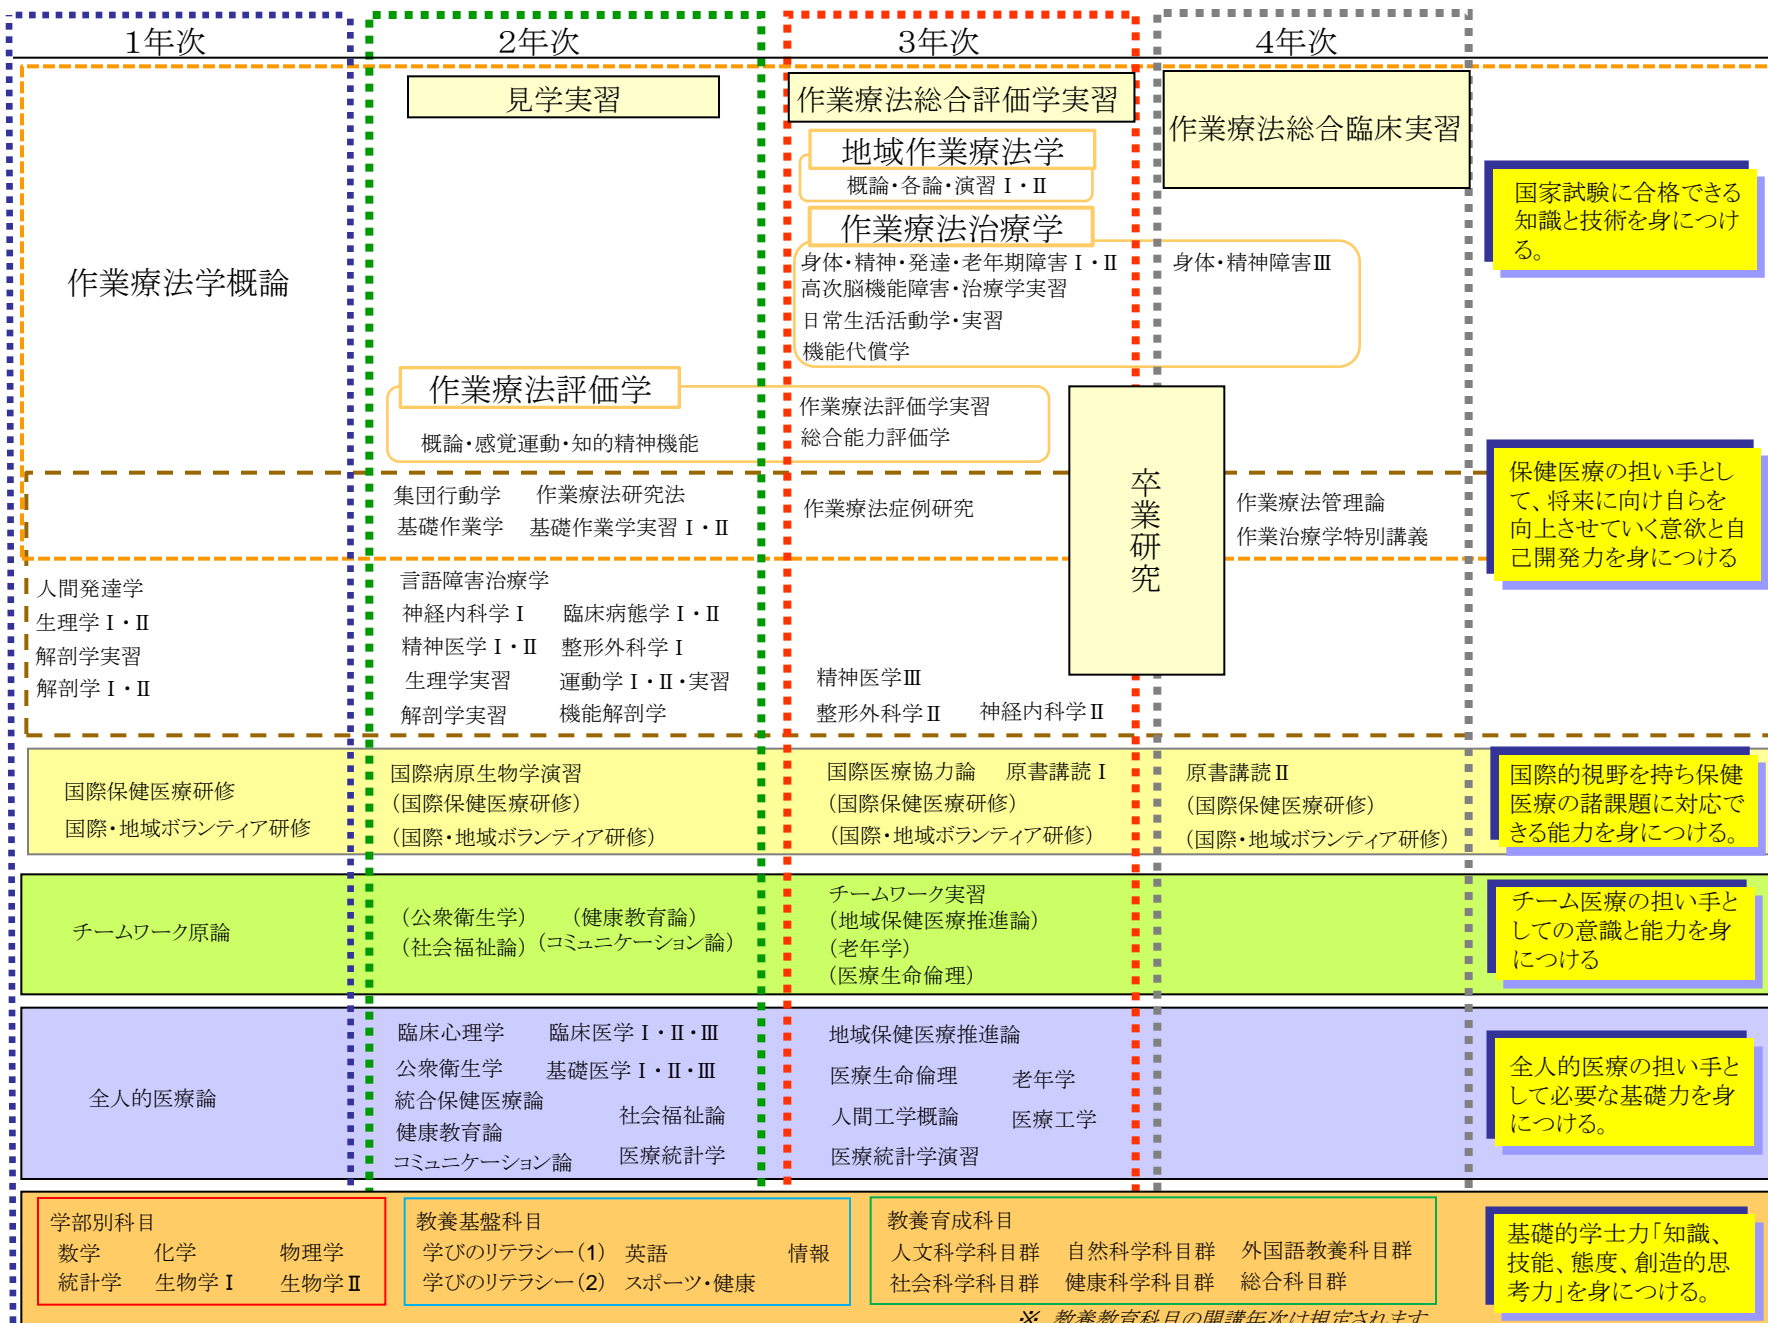 1年次
2年次
3年次
4年次
見学実習
作業療法総合評価学実習
作業療法総合臨床実習
地域作業療法学
概論・各論・演習Ⅰ・Ⅱ
国家試験に合格できる
知識と技術を身につけ
る。
作業療法学概論
作業療法治療学
身体・精神・発達・老年期障害Ⅰ・Ⅱ
高次脳機能障害・治療学実習
日常生活活動学・実習
機能代償学
身体・精神障害Ⅲ
作業療法評価学
概論・感覚運動・知的精神機能
作業療法評価学実習
総合能力評価学
卒業研究
集団行動学 作業療法研究法
基礎作業学 基礎作業学実習Ⅰ・Ⅱ
作業療法症例研究
作業療法管理論
作業治療学特別講義
保健医療の担い手とし
て、将来に向け自らを
向上させていく意欲と自
己開発力を身につける
人間発達学
生理学Ⅰ・Ⅱ
解剖学実習
解剖学Ⅰ・Ⅱ
言語障害治療学
神経内科学Ⅰ 臨床病態学Ⅰ・Ⅱ
精神医学Ⅰ・Ⅱ 整形外科学Ⅰ
生理学実習 運動学Ⅰ・Ⅱ・実習
解剖学実習 機能解剖学
精神医学Ⅲ
整形外科学Ⅱ 神経内科学Ⅱ
国際保健医療研修
国際・地域ボランティア研修
国際病原生物学演習
(国際保健医療研修)
(国際・地域ボランティア研修)
国際医療協力論 原書講読Ⅰ
(国際保健医療研修)
(国際・地域ボランティア研修)
原書講読Ⅱ
(国際保健医療研修)
(国際・地域ボランティア研修)
国際的視野を持ち保健
医療の諸課題に対応で
きる能力を身につける。
チームワーク原論
(公衆衛生学) (健康教育論)
(社会福祉論) (コミュニケーション論)
チームワーク実習
(地域保健医療推進論)
(老年学)
(医療生命倫理)
チーム医療の担い手と
しての意識と能力を身
につける
全人的医療論
臨床心理学 臨床医学Ⅰ・Ⅱ・Ⅲ
公衆衛生学 基礎医学Ⅰ・Ⅱ・Ⅲ
統合保健医療論
社会福祉論
健康教育論
コミュニケーション論 医療統計学
地域保健医療推進論
医療生命倫理 老年学
人間工学概論 医療工学
医療統計学演習
全人的医療の担い手と
して必要な基礎力を身
につける。
学部別科目
数学 化学 物理学
統計学 生物学Ⅰ 生物学Ⅱ
教養基盤科目
学びのリテラシー(1) 英語 情報
学びのリテラシー(2) スポーツ・健康
教養育成科目
人文科学科目群 自然科学科目群 外国語教養科目群
社会科学科目群 健康科学科目群 総合科目群
※ 教養教育科目の開講年次は規定されます
基礎的学士力「知識、
技能、態度、創造的思
考力」を身につける。